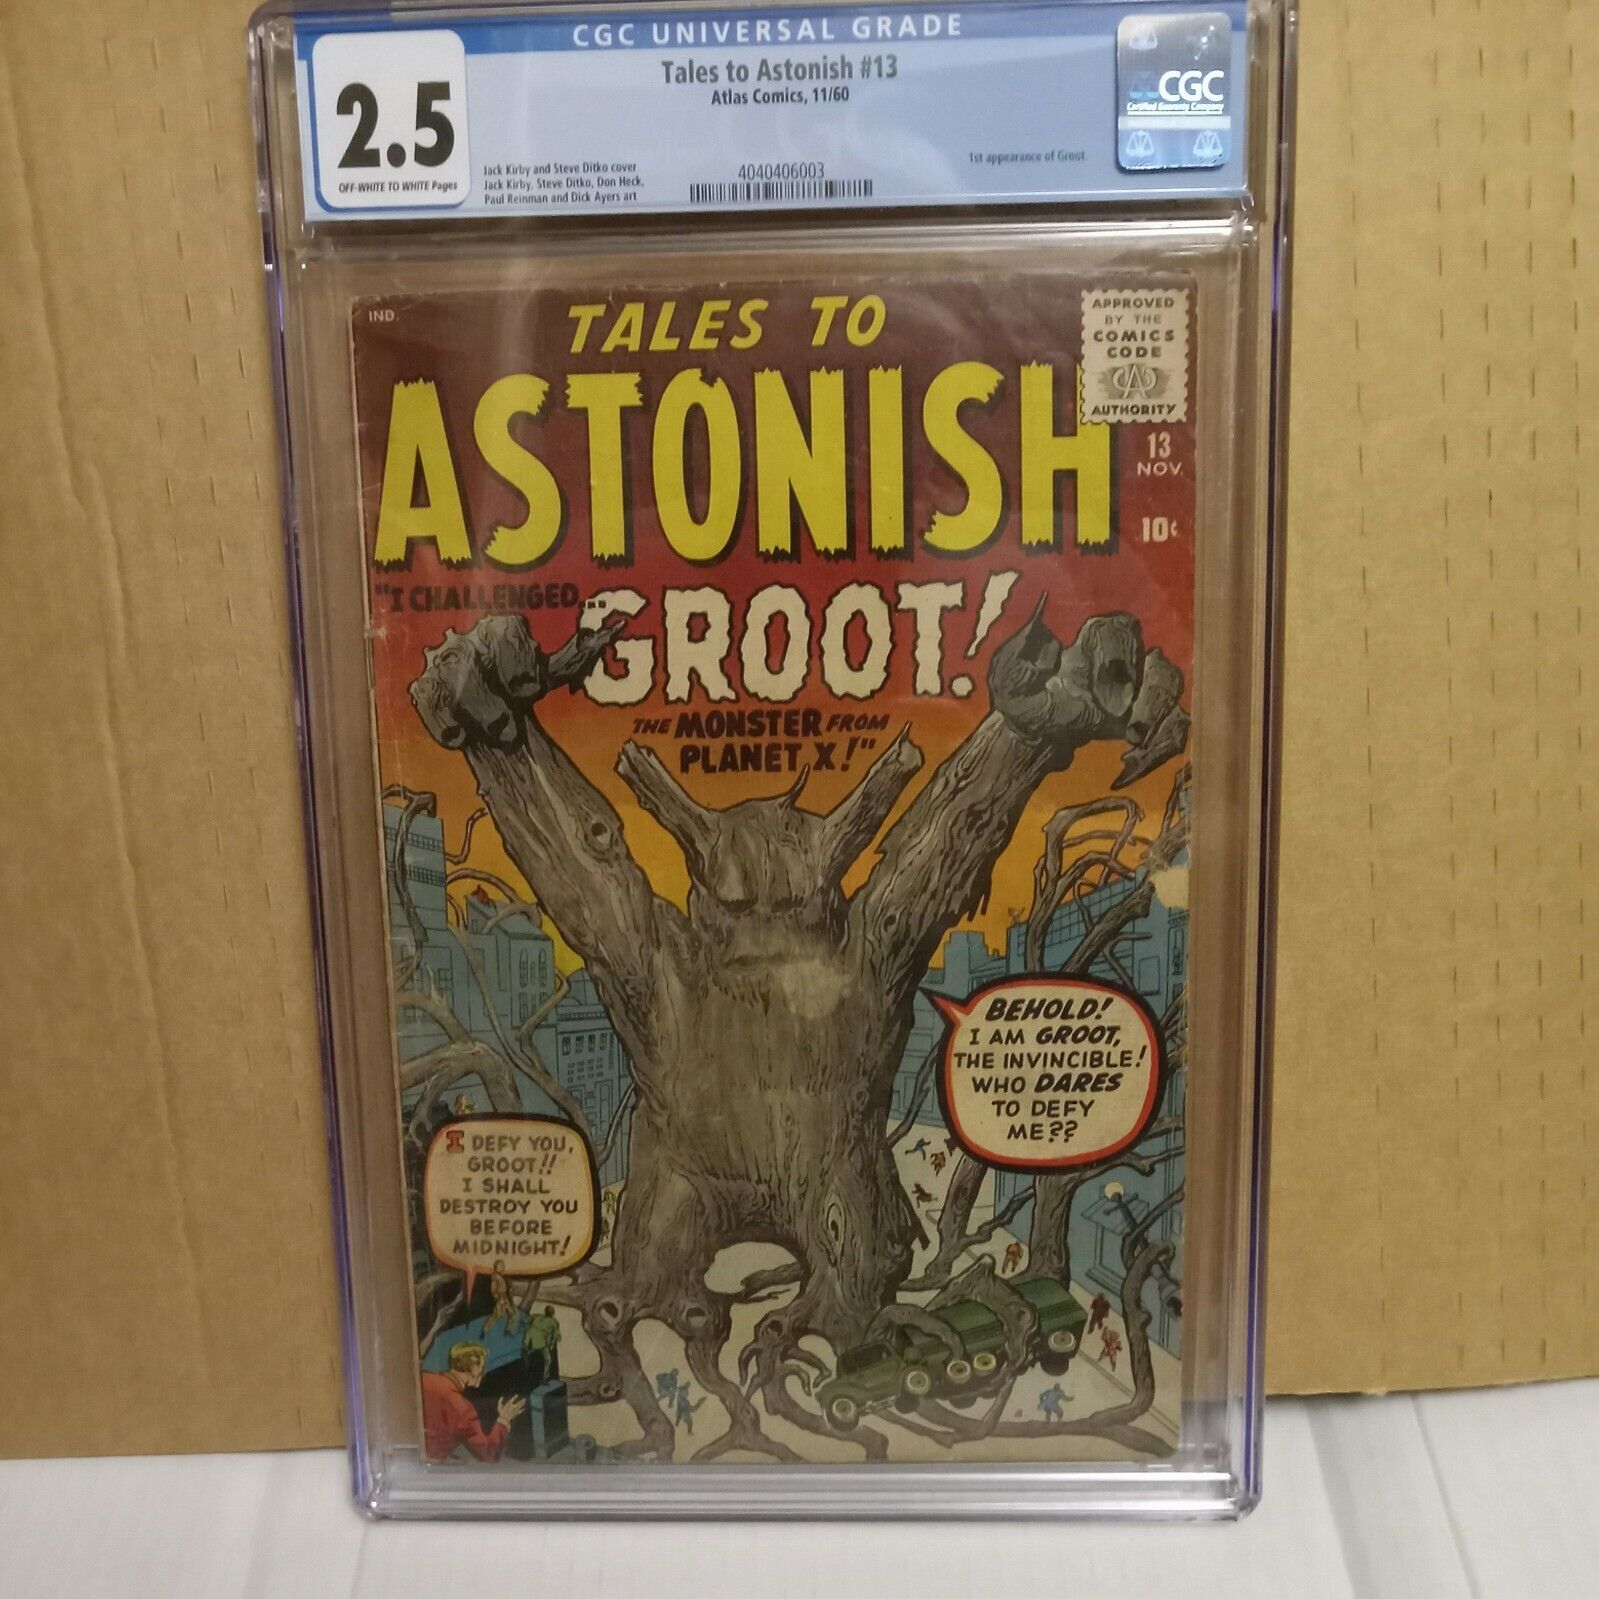 CGC UNIVERSAL GRADE
2.5
OFF-WHITE TO WHITE Pages
Tales to Astonish #13
Atlas Comics, 11/60
Jack Kirby and Steve Ditko cover
Jack Kirby, Steve Ditko, Don Heck,
Paul Reinman and Dick Ayers art
4040406003
1st appearance of Groot.
CGC
Certified Guaranty Company
IND.
TALES TO
ASTONISH
APPROVED
BY THE
COMICS
CODE
CA
AUTHORITY
13
NOV.
10¢
"I CHALLENGED...
GROOT!
THE MONSTER FROM
PLANET X!"
BEHOLD!
I AM GROOT,
THE INVINCIBLE!
WHO DARES
TO DEFY
ME??
I DEFY YOU,
GROOT!!
I SHALL
DESTROY YOU
BEFORE
MIDNIGHT!